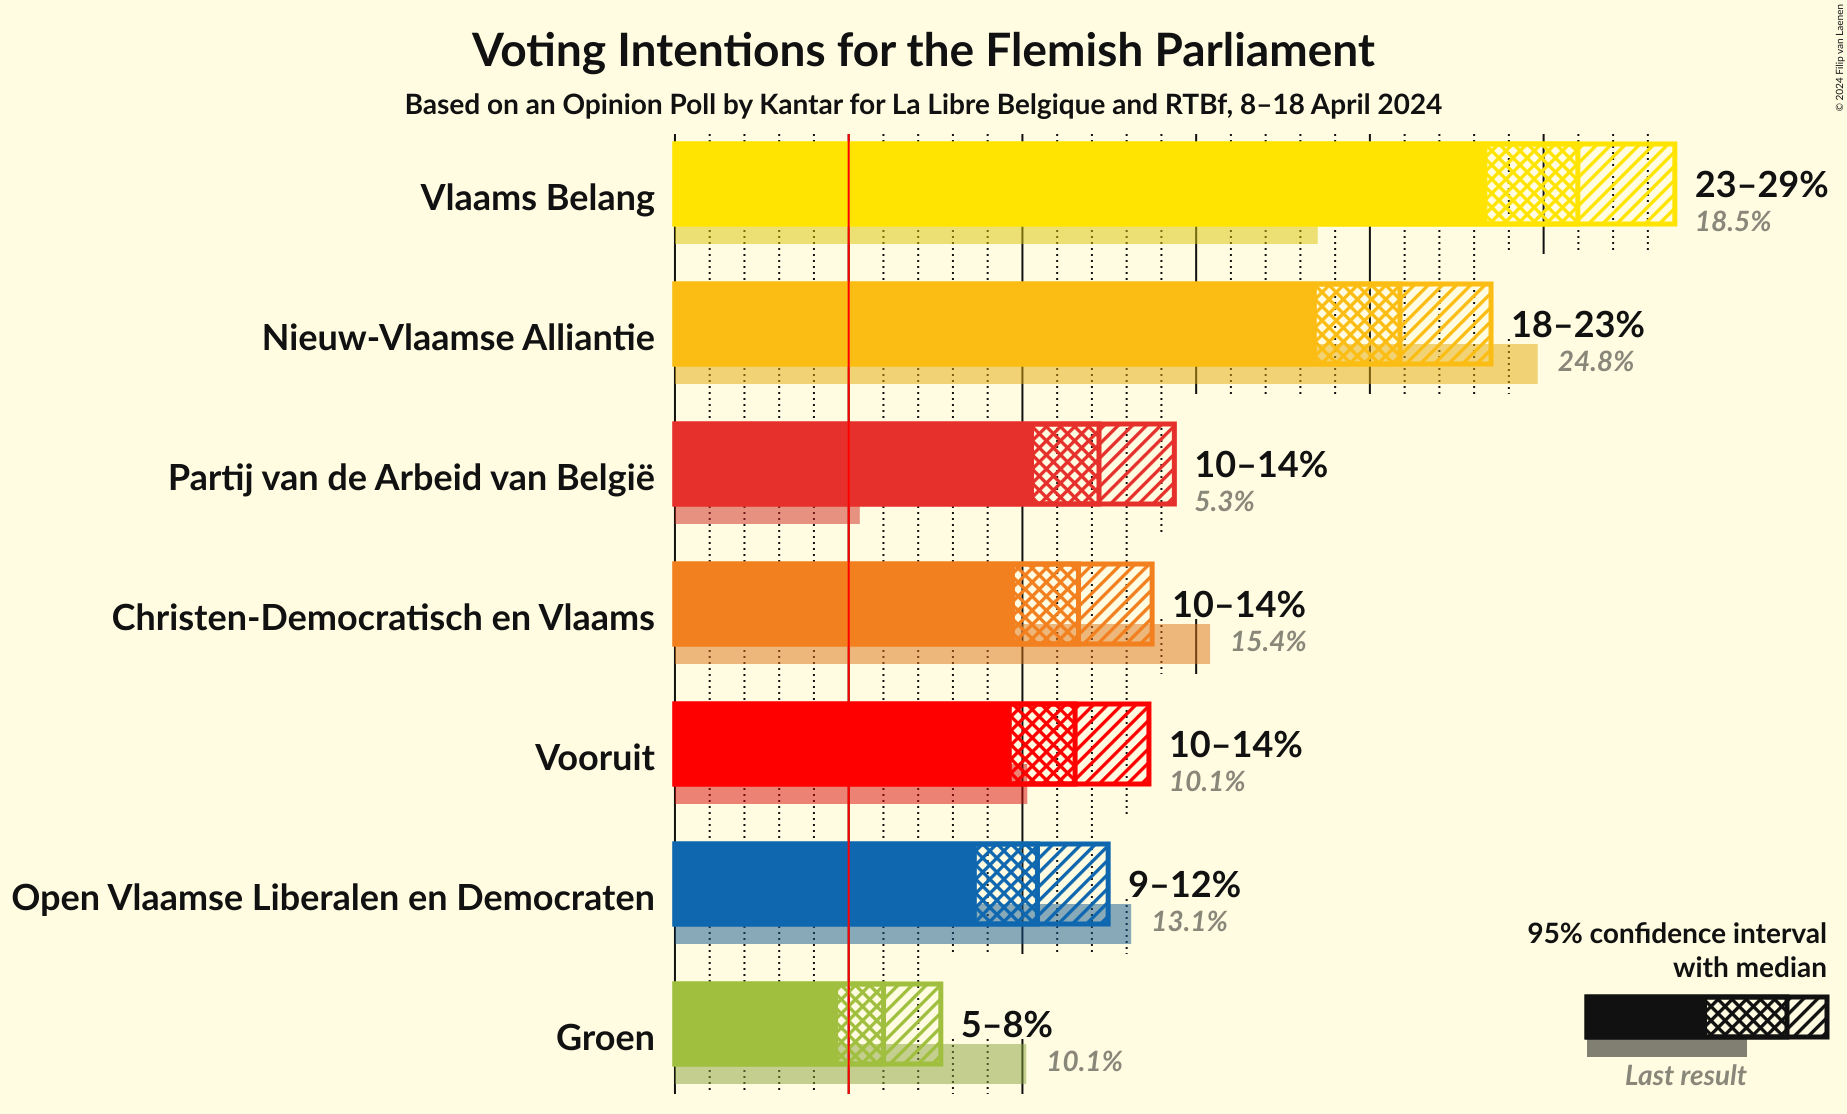 Voting Intentions for the Flemish Parliament
Based on an Opinion Poll by Kantar for La Libre Belgique and RTBf, 8–18 April 2024
© 2024 Filip van Laenen
Vlaams Belang
23–29%
18.5%
Nieuw-Vlaamse Alliantie
18–23%
24.8%
Partij van de Arbeid van België
10–14%
5.3%
Christen-Democratisch en Vlaams
10–14%
15.4%
Vooruit
10–14%
10.1%
Open Vlaamse Liberalen en Democraten
9–12%
13.1%
Groen
5–8%
10.1%
95% confidence interval
with median
Last result